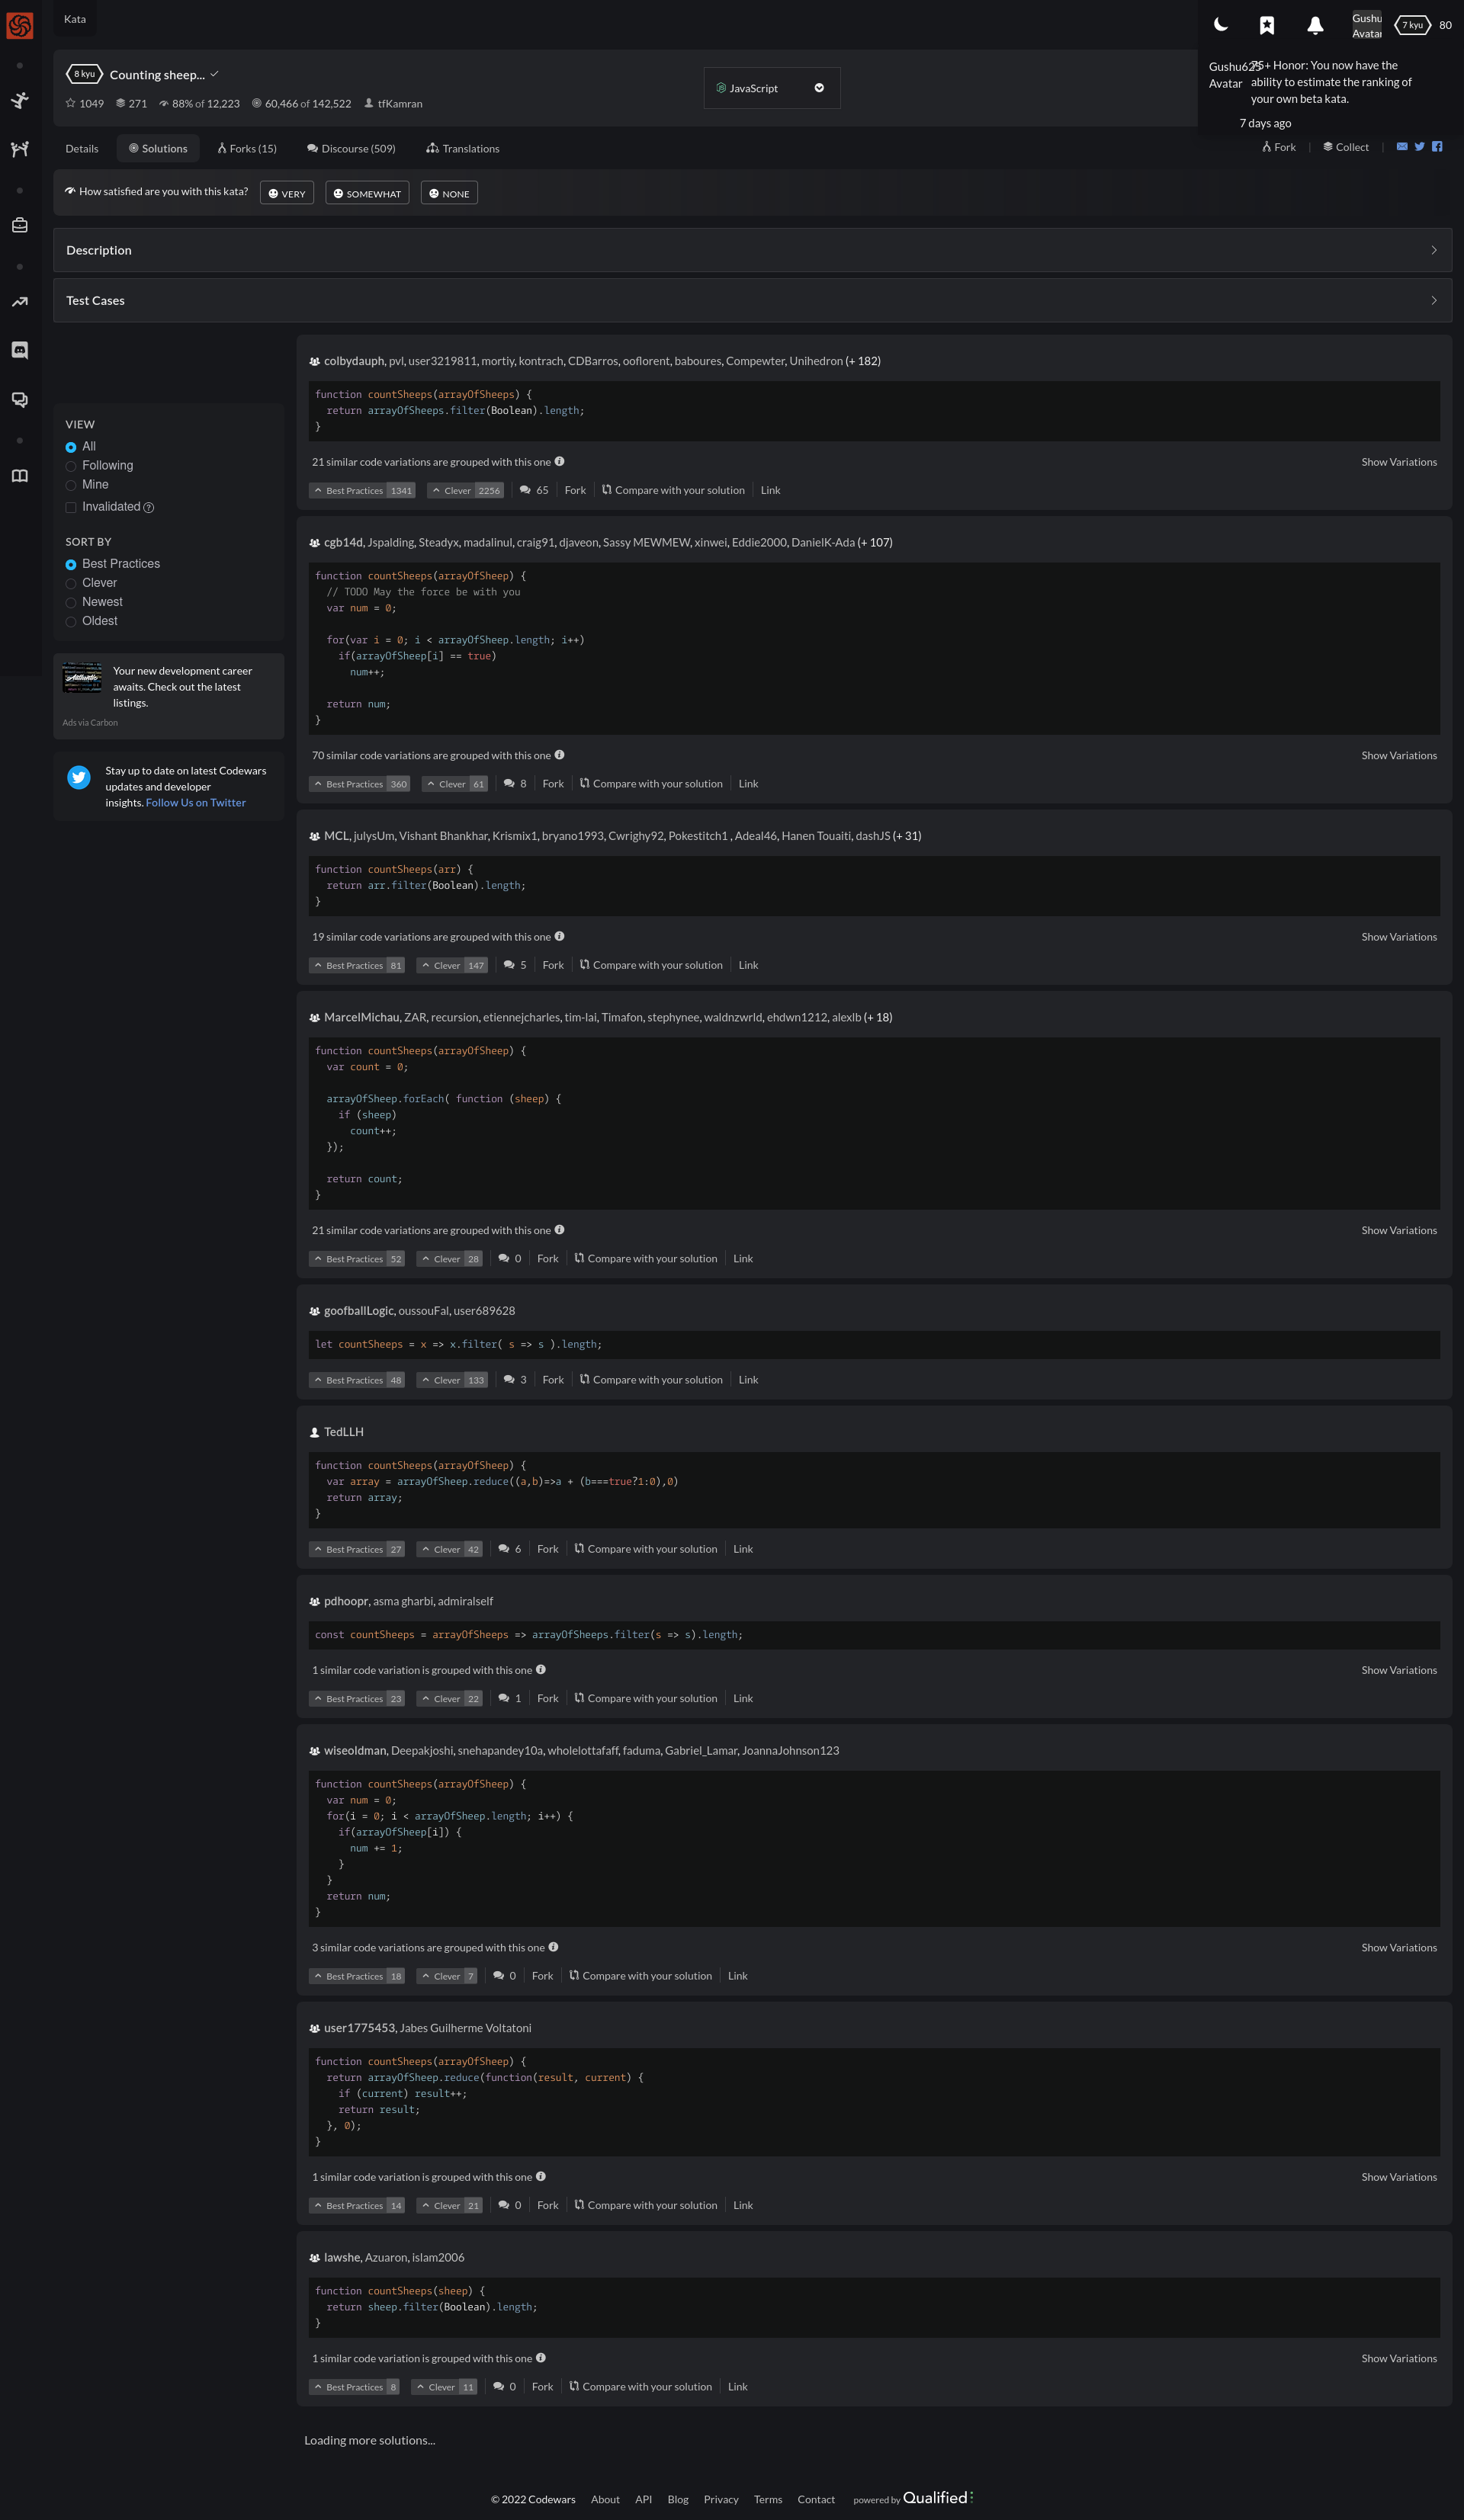 Kata
Gushu
Avatar
7 kyu
80
Gushu625
Avatar
75+ Honor: You now have the
ability to estimate the ranking of
your own beta kata.
7 days ago
8 kyu
Counting sheep...
1049 271 88% of 12,223 60,466 of 142,522 tfKamran
JavaScript
Details Solutions Forks (15) Discourse (509) Translations
Fork Collect
How satisfied are you with this kata? VERY SOMEWHAT NONE
Description
Test Cases
VIEW
All
Following
Mine
Invalidated ?
SORT BY
Best Practices
Clever
Newest
Oldest
Your new development career
awaits. Check out the latest
listings.
Ads via Carbon
Stay up to date on latest Codewars
updates and developer
insights. Follow Us on Twitter
colbydauph, pvl, user3219811, mortiy, kontrach, CDBarros, ooflorent, baboures, Compewter, Unihedron (+ 182)
function countSheeps(arrayOfSheeps) {
  return arrayOfSheeps.filter(Boolean).length;
}
21 similar code variations are grouped with this one Show Variations
Best Practices 1341 Clever 2256 65 Fork Compare with your solution Link
cgb14d, Jspalding, Steadyx, madalinul, craig91, djaveon, Sassy MEWMEW, xinwei, Eddie2000, DanielK-Ada (+ 107)
function countSheeps(arrayOfSheep) {
  // TODO May the force be with you
  var num = 0;
  for(var i = 0; i < arrayOfSheep.length; i++)
    if(arrayOfSheep[i] == true)
      num++;
  return num;
}
70 similar code variations are grouped with this one Show Variations
Best Practices 360 Clever 61 8 Fork Compare with your solution Link
MCL, julysUm, Vishant Bhankhar, Krismix1, bryano1993, Cwrighy92, Pokestitch1 , Adeal46, Hanen Touaiti, dashJS (+ 31)
function countSheeps(arr) {
  return arr.filter(Boolean).length;
}
19 similar code variations are grouped with this one Show Variations
Best Practices 81 Clever 147 5 Fork Compare with your solution Link
MarcelMichau, ZAR, recursion, etiennejcharles, tim-lai, Timafon, stephynee, waldnzwrld, ehdwn1212, alexlb (+ 18)
function countSheeps(arrayOfSheep) {
  var count = 0;
  arrayOfSheep.forEach( function (sheep) {
    if (sheep)
      count++;
  });
  return count;
}
21 similar code variations are grouped with this one Show Variations
Best Practices 52 Clever 28 0 Fork Compare with your solution Link
goofballLogic, oussouFal, user689628
let countSheeps = x => x.filter( s => s ).length;
Best Practices 48 Clever 133 3 Fork Compare with your solution Link
TedLLH
function countSheeps(arrayOfSheep) {
  var array = arrayOfSheep.reduce((a,b)=>a + (b===true?1:0),0)
  return array;
}
Best Practices 27 Clever 42 6 Fork Compare with your solution Link
pdhoopr, asma gharbi, admiralself
const countSheeps = arrayOfSheeps => arrayOfSheeps.filter(s => s).length;
1 similar code variation is grouped with this one Show Variations
Best Practices 23 Clever 22 1 Fork Compare with your solution Link
wiseoldman, Deepakjoshi, snehapandey10a, wholelottafaff, faduma, Gabriel_Lamar, JoannaJohnson123
function countSheeps(arrayOfSheep) {
  var num = 0;
  for(i = 0; i < arrayOfSheep.length; i++) {
    if(arrayOfSheep[i]) {
      num += 1;
    }
  }
  return num;
}
3 similar code variations are grouped with this one Show Variations
Best Practices 18 Clever 7 0 Fork Compare with your solution Link
user1775453, Jabes Guilherme Voltatoni
function countSheeps(arrayOfSheep) {
  return arrayOfSheep.reduce(function(result, current) {
    if (current) result++;
    return result;
  }, 0);
}
1 similar code variation is grouped with this one Show Variations
Best Practices 14 Clever 21 0 Fork Compare with your solution Link
lawshe, Azuaron, islam2006
function countSheeps(sheep) {
  return sheep.filter(Boolean).length;
}
1 similar code variation is grouped with this one Show Variations
Best Practices 8 Clever 11 0 Fork Compare with your solution Link
Loading more solutions...
© 2022 Codewars About API Blog Privacy Terms Contact powered by Qualified